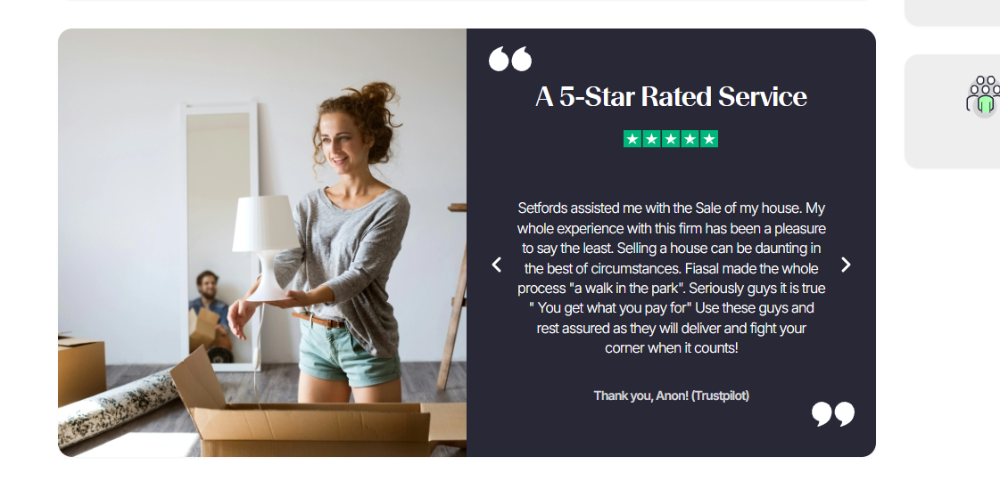 A 5-Star Rated Service
Setfords assisted me with the Sale of my house. My
whole experience with this firm has been a pleasure
to say the least. Selling a house can be daunting in
the best of circumstances. Fiasal made the whole
process "a walk in the park". Seriously guys it is true
" You get what you pay for" Use these guys and
rest assured as they will deliver and fight your
corner when it counts!
Thank you, Anon! (Trustpilot)